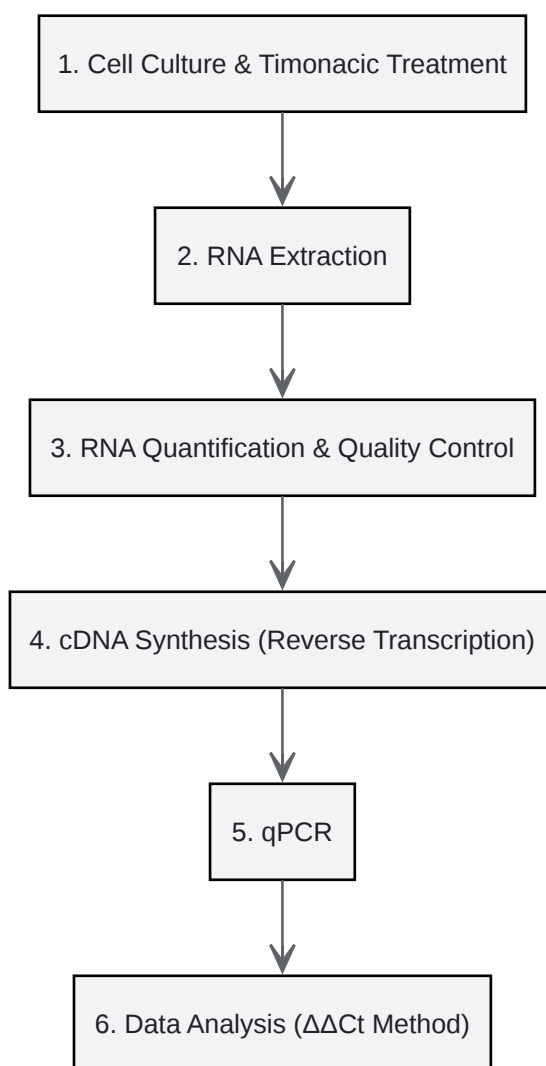 1. Cell Culture & Timonacic Treatment
2. RNA Extraction
3. RNA Quantification & Quality Control
4. cDNA Synthesis (Reverse Transcription)
5. qPCR
6. Data Analysis (ΔΔCt Method)